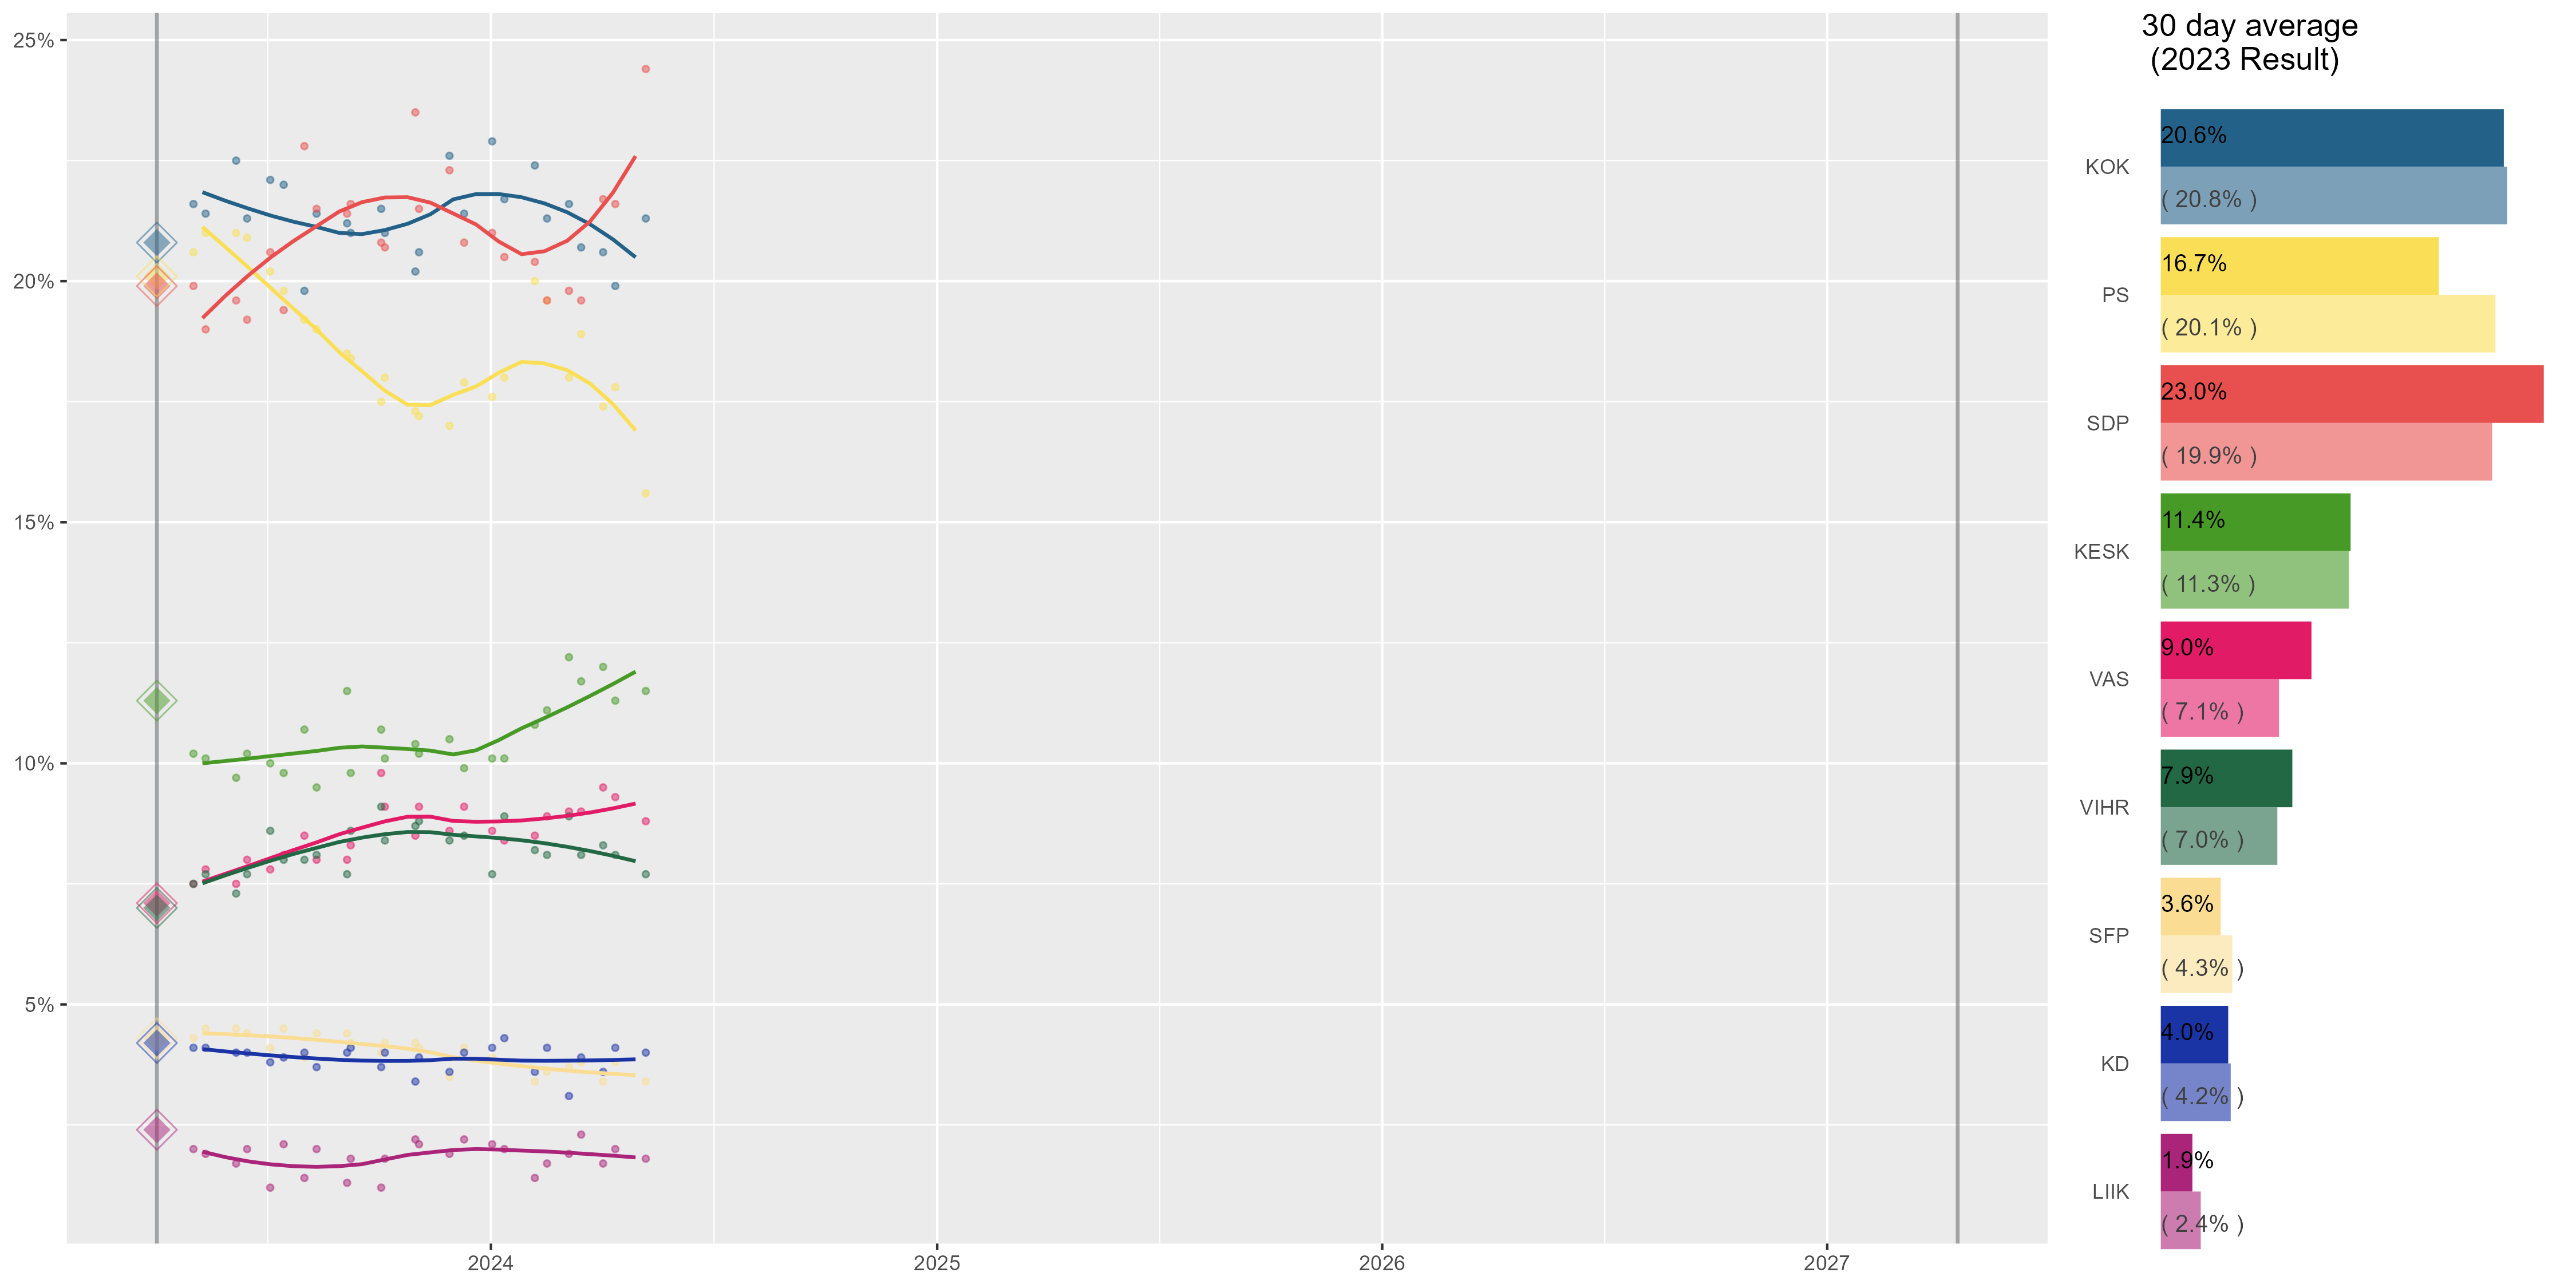 25%
20%
15%
10%
5%
2024
2025
2026
2027
30 day average
(2023 Result)
KOK
20.6%
( 20.8% )
PS
16.7%
( 20.1% )
SDP
23.0%
( 19.9% )
KESK
11.4%
( 11.3% )
VAS
9.0%
( 7.1% )
VIHR
7.9%
( 7.0% )
SFP
3.6%
( 4.3% )
KD
4.0%
( 4.2% )
LIIK
1.9%
( 2.4% )